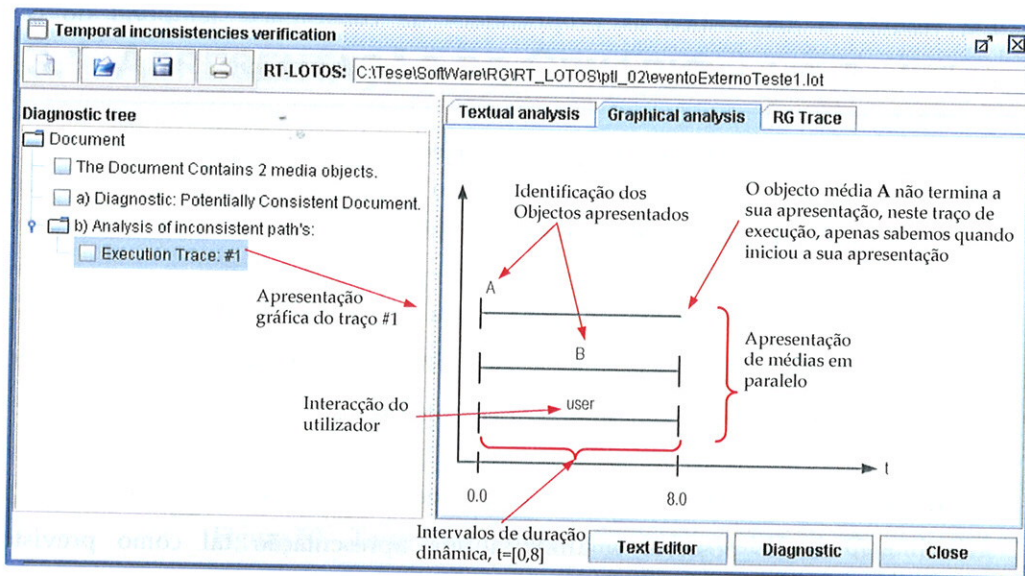 Temporal inconsistencies verification
RT-LOTOS: C:\Tese\SoftWare\RG\RT_LOTOS\ptl_02\eventoExternoTeste1.lot
Diagnostic tree
Document
The Document Contains 2 media objects.
a) Diagnostic: Potentially Consistent Document.
b) Analysis of inconsistent path's:
Execution Trace: #1
Apresentação
gráfica do traço #1
Interacção do
utilizador
Textual analysis
Graphical analysis
RG Trace
Identificação dos
Objectos apresentados
O objecto média A não termina a
sua apresentação, neste traço de
execução, apenas sabemos quando
iniciou a sua apresentação
A
B
user
Apresentação
de médias em
paralelo
t
0.0
8.0
Intervalos de duração
dinâmica, t=[0,8]
Text Editor
Diagnostic
Close